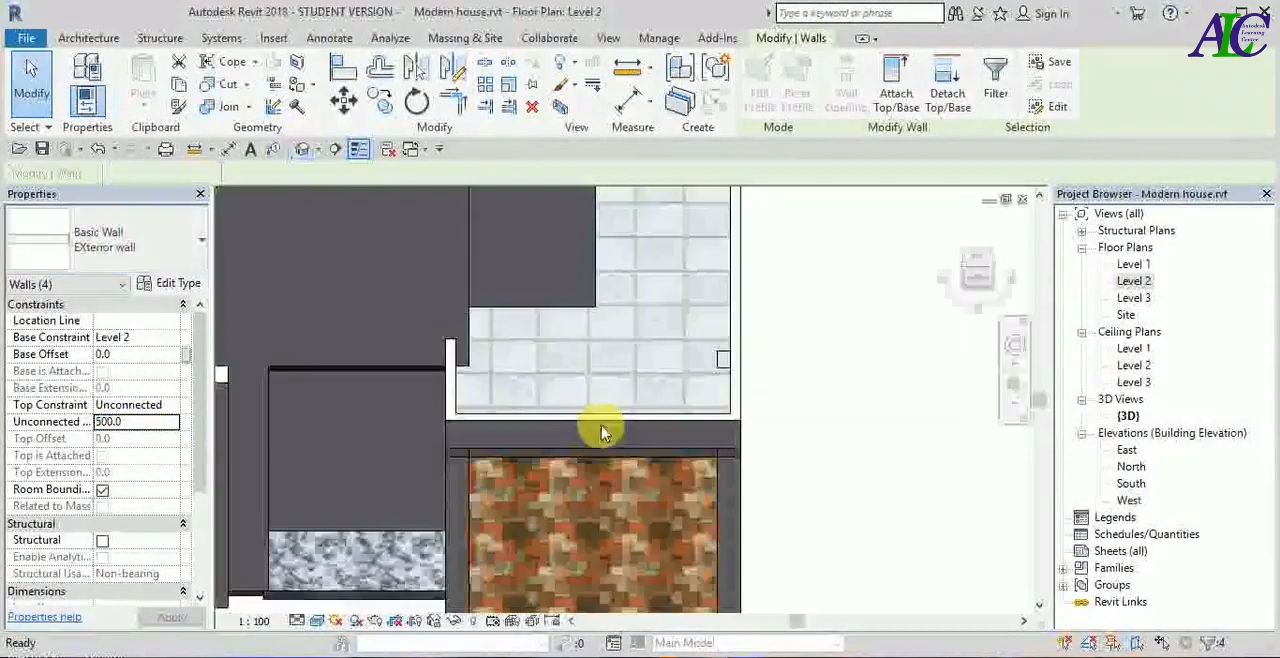 Autodesk Revit 2018 - STUDENT VERSION - Modern house.rvt - Floor Plan: Level 2
Type a keyword or phrase
Sign In
ALC
Autodesk
Learning
Center
File Architecture Structure Systems Insert Annotate Analyze Massing & Site Collaborate View Manage Add-Ins Modify | Walls
Modify
Cope
Cut
Join
Attach
Top/Base
Detach
Top/Base
Filter
Save
Edit
Select Properties Clipboard Geometry Modify View Measure Create Mode Modify Wall Selection
Modify | Walls
Properties
Basic Wall
EXterior wall
Walls (4)
Edit Type
Constraints
Location Line
Base Constraint Level 2
Base Offset 0.0
Base is Attach...
Base Extensio... 0.0
Top Constraint Unconnected
Unconnected ... 500.0
Top Offset 0.0
Top is Attached
Top Extension... 0.0
Room Boundi...
Related to Mass
Structural
Structural
Enable Analyti...
Structural Usa... Non-bearing
Dimensions
Properties help
Apply
Project Browser - Modern house.rvt
Views (all)
Structural Plans
Floor Plans
Level 1
Level 2
Level 3
Site
Ceiling Plans
Level 1
Level 2
Level 3
3D Views
{3D}
Elevations (Building Elevation)
East
North
South
West
Legends
Schedules/Quantities
Sheets (all)
Families
Groups
Revit Links
1 : 100
Ready
:0
Main Model
:4